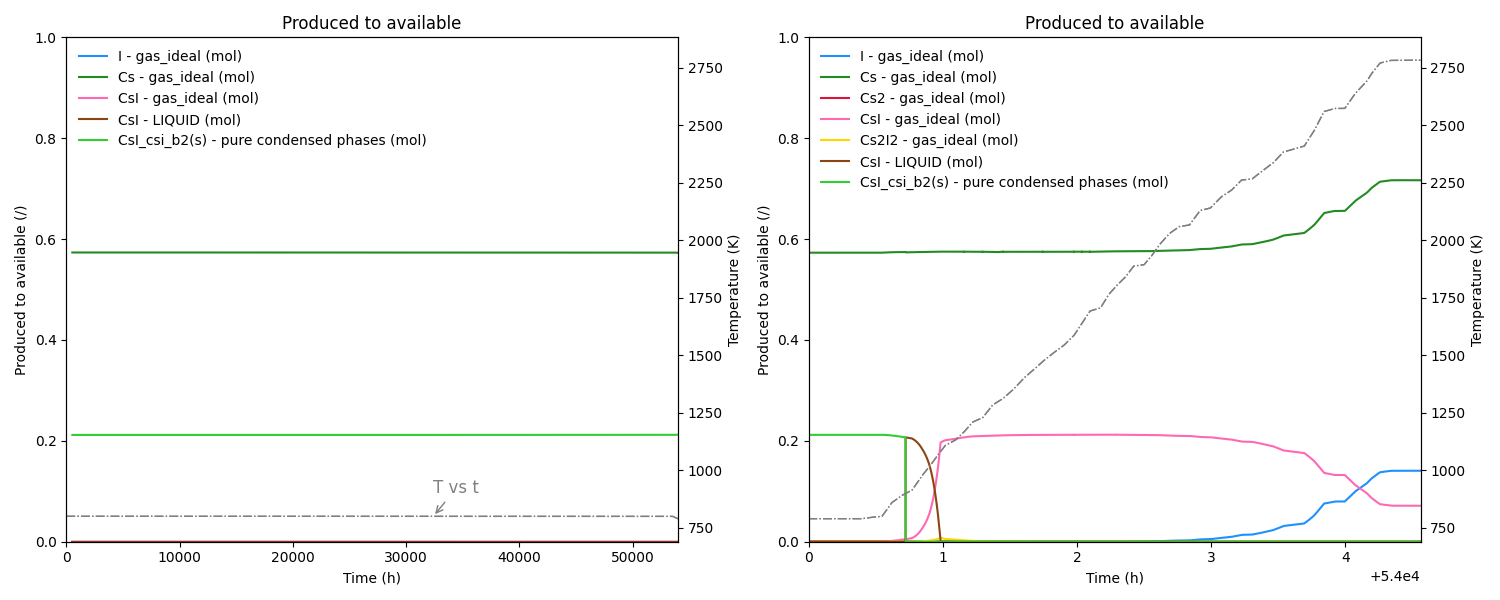 Produced to available
I - gas_ideal (mol)
Cs - gas_ideal (mol)
CsI - gas_ideal (mol)
CsI - LIQUID (mol)
CsI_csi_b2(s) - pure condensed phases (mol)
T vs t
1.0
0.8
0.6
0.4
0.2
0.0
Produced to available (/)
0
10000
20000
30000
40000
50000
Time (h)
2750
2500
2250
2000
1750
1500
1250
1000
750
Temperature (K)
Produced to available
I - gas_ideal (mol)
Cs - gas_ideal (mol)
Cs2 - gas_ideal (mol)
CsI - gas_ideal (mol)
Cs2I2 - gas_ideal (mol)
CsI - LIQUID (mol)
CsI_csi_b2(s) - pure condensed phases (mol)
1.0
0.8
0.6
0.4
0.2
0.0
Produced to available (/)
0
1
2
3
4
+5.4e4
Time (h)
2750
2500
2250
2000
1750
1500
1250
1000
750
Temperature (K)